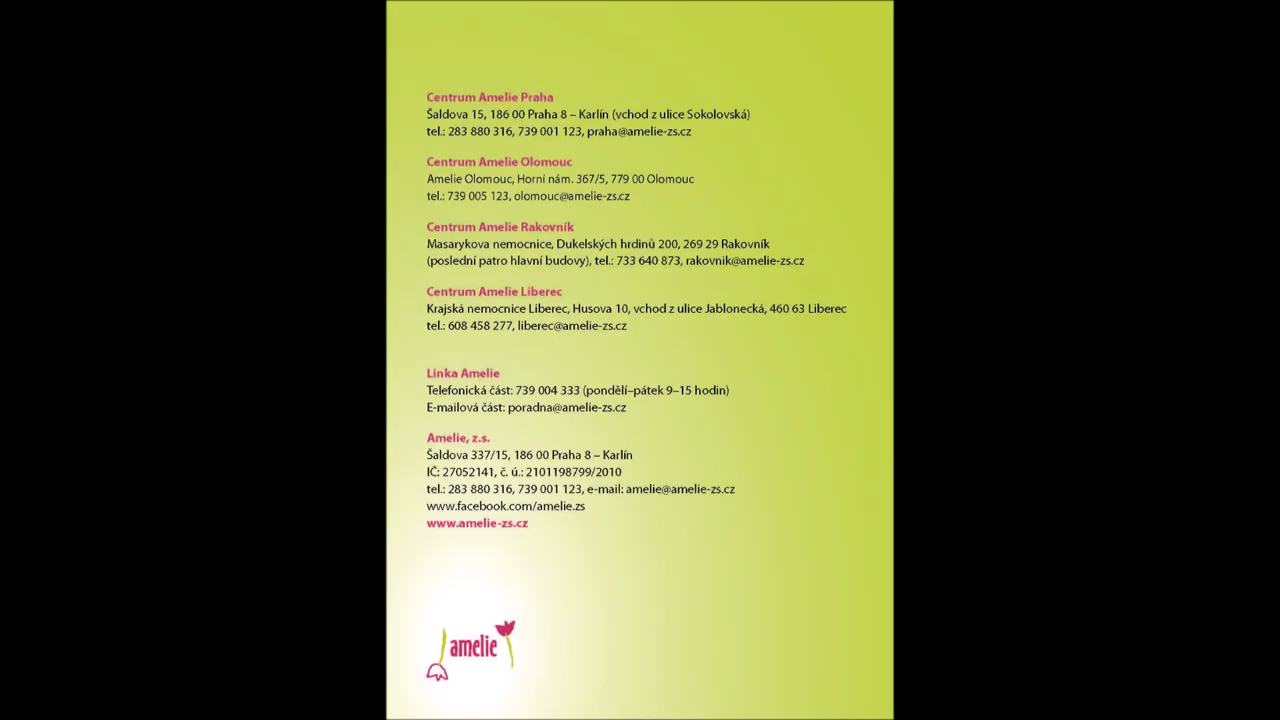 Centrum Amelie Praha
Šaldova 15, 186 00 Praha 8 – Karlín (vchod z ulice Sokolovská)
tel.: 283 880 316, 739 001 123, praha@amelie-zs.cz
Centrum Amelie Olomouc
Amelie Olomouc, Horní nám. 367/5, 779 00 Olomouc
tel.: 739 005 123, olomouc@amelie-zs.cz
Centrum Amelie Rakovník
Masarykova nemocnice, Dukelských hrdinů 200, 269 29 Rakovník
(poslední patro hlavní budovy), tel.: 733 640 873, rakovnik@amelie-zs.cz
Centrum Amelie Liberec
Krajská nemocnice Liberec, Husova 10, vchod z ulice Jablonecká, 460 63 Liberec
tel.: 608 458 277, liberec@amelie-zs.cz
Linka Amelie
Telefonická část: 739 004 333 (pondělí–pátek 9–15 hodin)
E-mailová část: poradna@amelie-zs.cz
Amelie, z.s.
Šaldova 337/15, 186 00 Praha 8 – Karlín
IČ: 27052141, č. ú.: 2101198799/2010
tel.: 283 880 316, 739 001 123, e-mail: amelie@amelie-zs.cz
www.facebook.com/amelie.zs
www.amelie-zs.cz
amelie